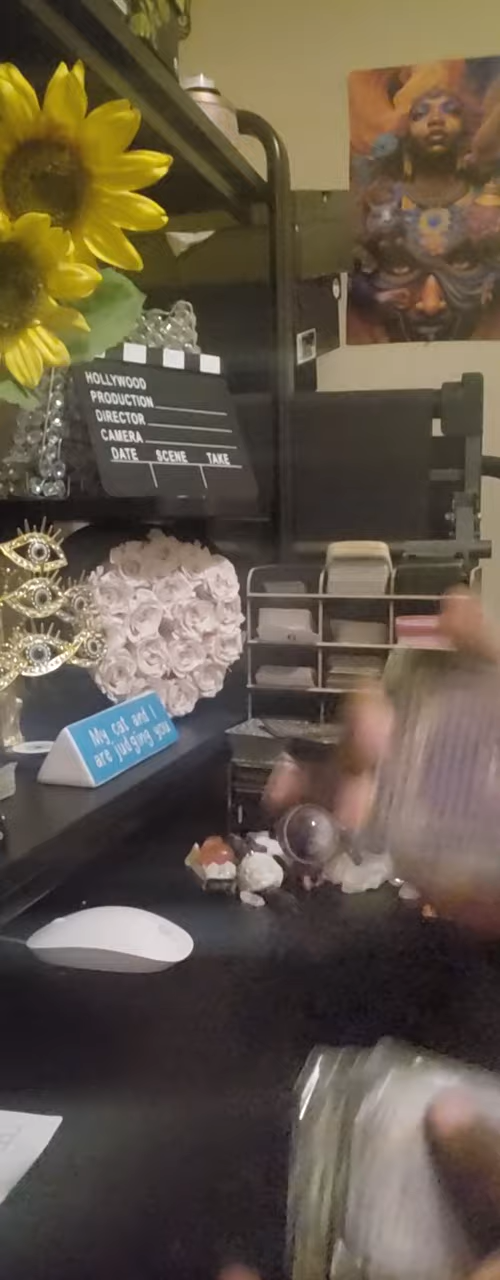 HOLLYWOOD
PRODUCTION
DIRECTOR
CAMERA
DATE SCENE TAKE
My cat and I
are judging you